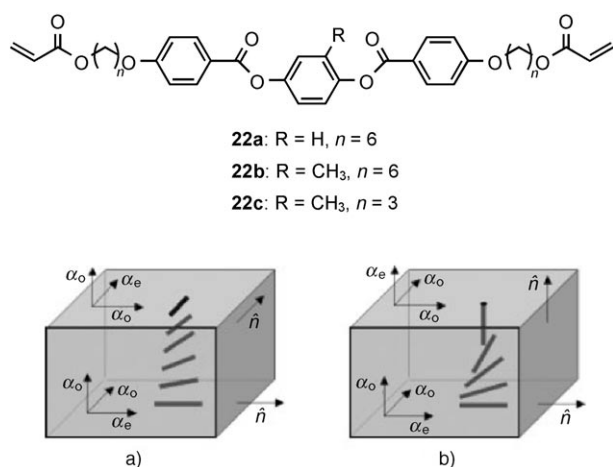 O O R O O
O O n O O O O n O
22a: R = H, n = 6
22b: R = CH₃, n = 6
22c: R = CH₃, n = 3
αₒ αₑ αₒ n̂
αₒ αₒ αₑ n̂
a)
αₑ αₒ αₒ n̂
αₒ αₒ αₑ n̂
b)